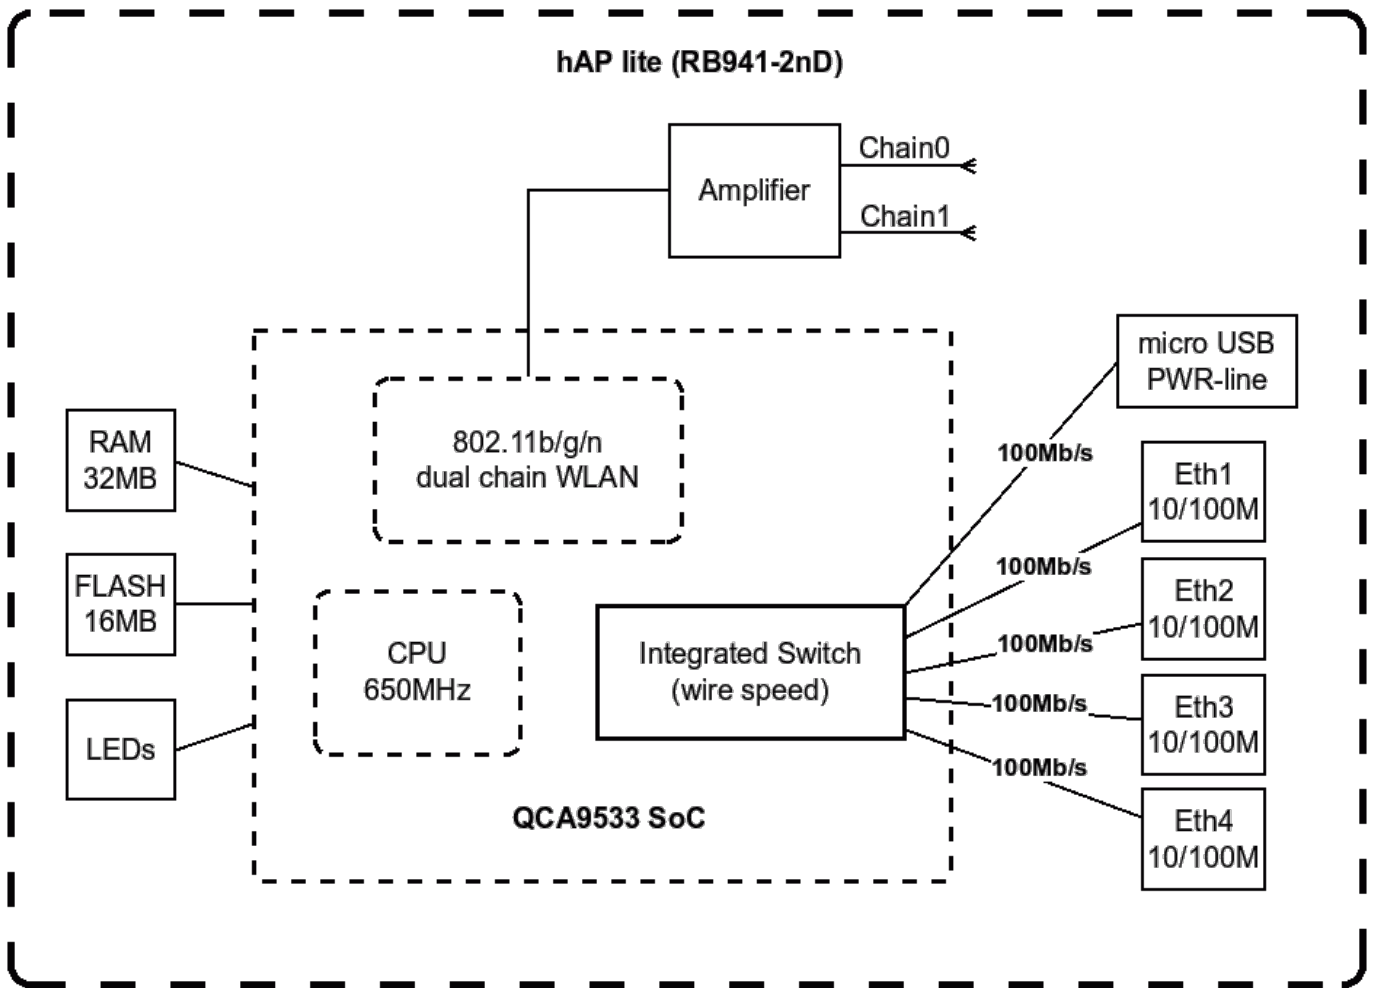 hAP lite (RB941-2nD)
Chain0
Amplifier
Chain1
micro USB
PWR-line
802.11b/g/n
dual chain WLAN
RAM
32MB
100Mb/s
Eth1
10/100M
100Mb/s
FLASH
16MB
Eth2
10/100M
CPU
650MHz
Integrated Switch
(wire speed)
100Mb/s
100Mb/s
Eth3
10/100M
LEDs
100Mb/s
QCA9533 SoC
Eth4
10/100M